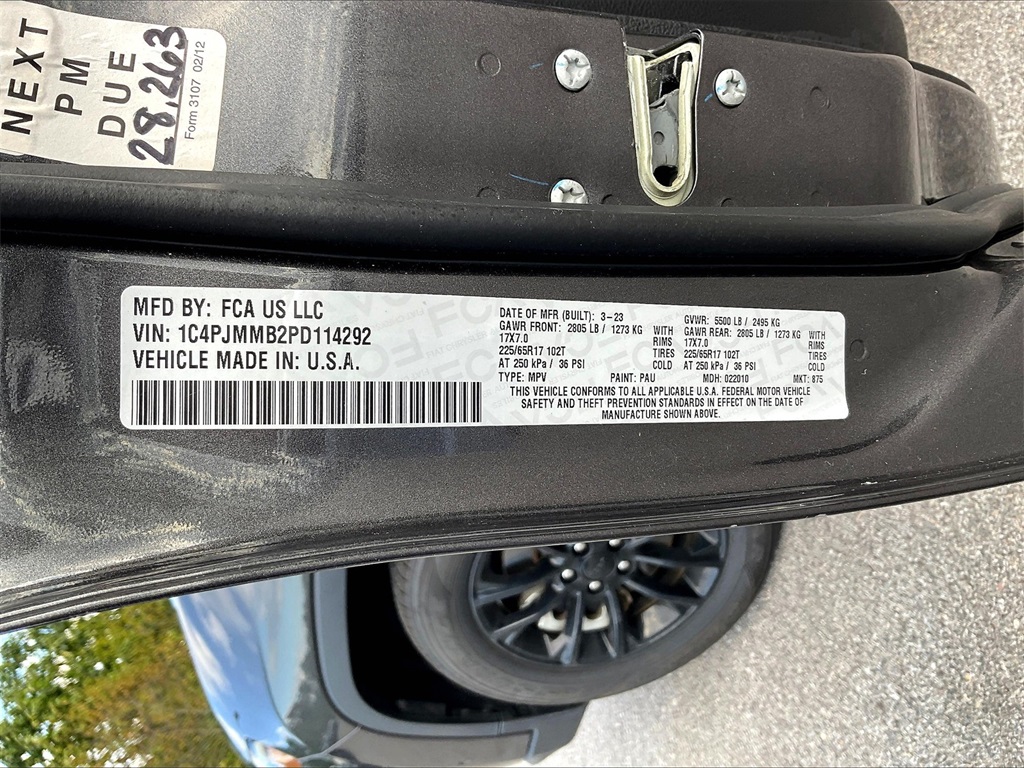 NEXT
PM
DUE
28,263
Form 3107 02/12
MFD BY: FCA US LLC
VIN: 1C4PJMMB2PD114292
VEHICLE MADE IN: U.S.A.
DATE OF MFR (BUILT): 3-23 GVWR: 5500 LB / 2495 KG
GAWR FRONT: 2805 LB / 1273 KG WITH GAWR REAR: 2805 LB / 1273 KG WITH
17X7.0 RIMS 17X7.0 RIMS
225/65R17 102T TIRES 225/65R17 102T TIRES
AT 250 kPa / 36 PSI COLD AT 250 kPa / 36 PSI COLD
TYPE: MPV PAINT: PAU MDH: 022010 MKT: 875
THIS VEHICLE CONFORMS TO ALL APPLICABLE U.S.A. FEDERAL MOTOR VEHICLE
SAFETY AND THEFT PREVENTION STANDARDS IN EFFECT ON THE DATE OF
MANUFACTURE SHOWN ABOVE.